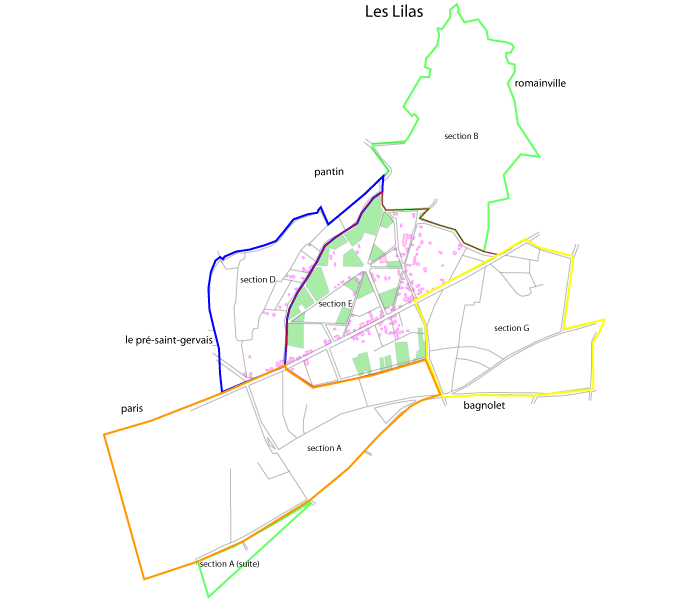 Les Lilas
romainville
section B
pantin
section D
section E
section G
le pré-saint-gervais
paris
bagnolet
section A
section A (suite)